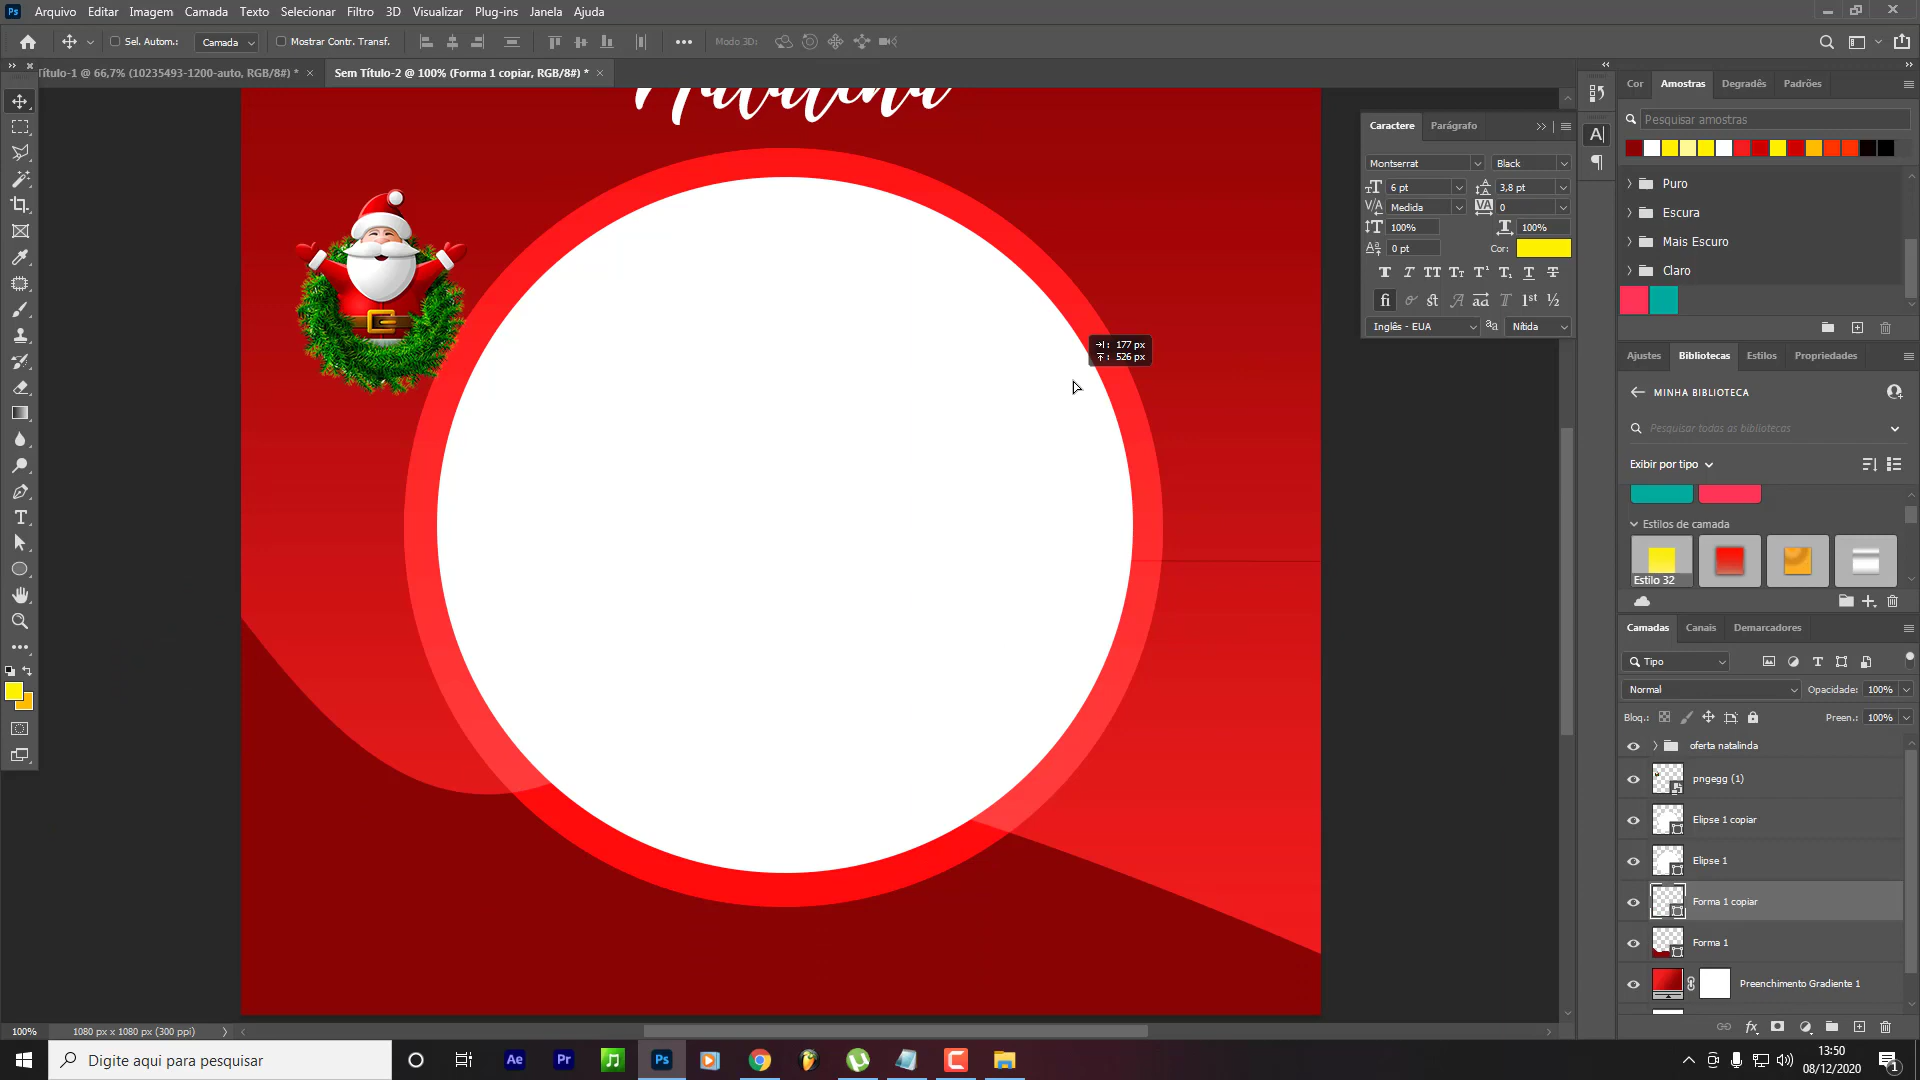 Ps Arquivo Editar Imagem Camada Texto Selecionar Filtro 3D Visualizar Plug-ins Janela Ajuda
Sel. Autom.: Camada Mostrar Contr. Transf. Modo 3D:
Título-1 @ 66,7% (10235493-1200-auto, RGB/8#) * Sem Título-2 @ 100% (Forma 1 copiar, RGB/8#) *
Natalina
177 px
526 px
Caractere Parágrafo
Montserrat Black
6 pt 3,8 pt
Medida 0
100% 100%
0 pt Cor:
Inglês - EUA Nítida
Cor Amostras Degradês Padrões
Pesquisar amostras
Puro
Escura
Mais Escuro
Claro
Ajustes Bibliotecas Estilos Propriedades
MINHA BIBLIOTECA
Pesquisar todas as bibliotecas
Exibir por tipo
Estilos de camada
Estilo 32
Camadas Canais Demarcadores
Tipo
Normal Opacidade: 100%
Bloq.: Preen.: 100%
oferta natalinda
pngegg (1)
Elipse 1 copiar
Elipse 1
Forma 1 copiar
Forma 1
Preenchimento Gradiente 1
100% 1080 px x 1080 px (300 ppi)
Digite aqui para pesquisar
Ae Pr Ps
13:50
08/12/2020
1